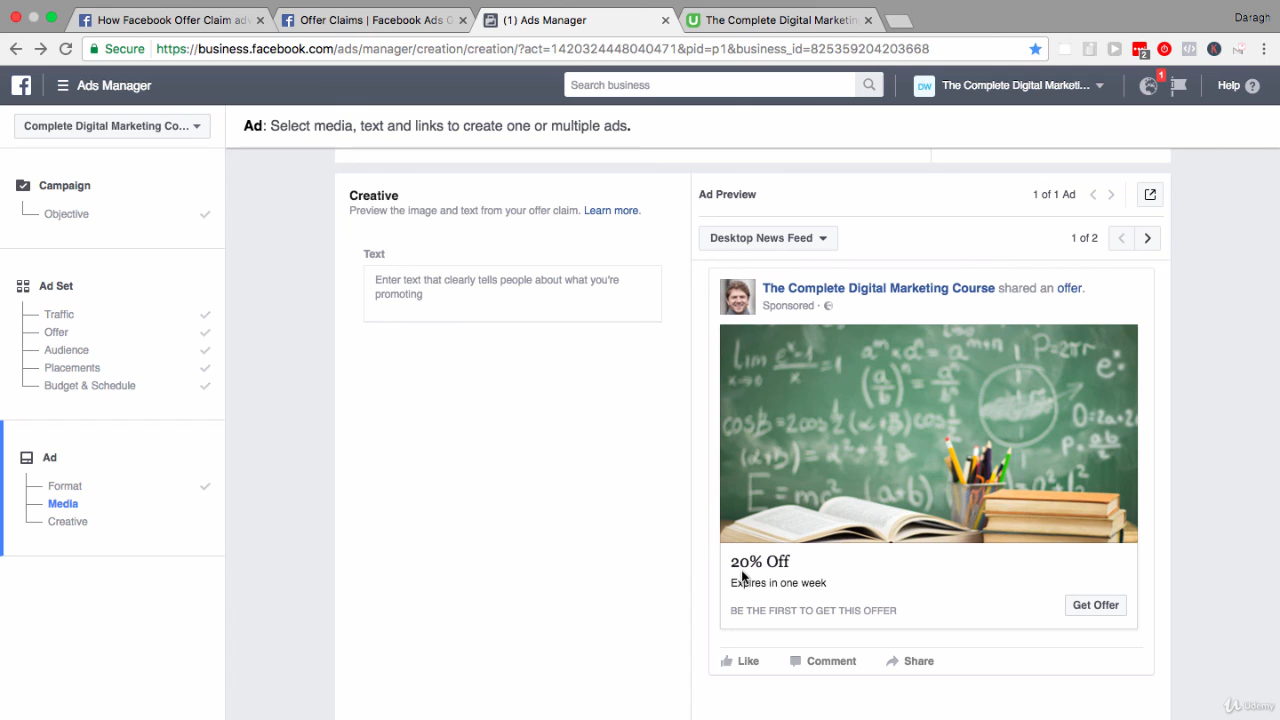 How Facebook Offer Claim ad
Offer Claims | Facebook Ads G
(1) Ads Manager
The Complete Digital Marketin
Daragh
Secure
https://business.facebook.com/ads/manager/creation/creation/?act=1420324448040471&pid=p1&business_id=825359204203668
2
K
Ads Manager
Search business
DW
The Complete Digital Marketi...
1
Help
Complete Digital Marketing Co...
Ad: Select media, text and links to create one or multiple ads.
Campaign
Objective
Ad Set
Traffic
Offer
Audience
Placements
Budget & Schedule
Ad
Format
Media
Creative
Creative
Preview the image and text from your offer claim. Learn more.
Text
Enter text that clearly tells people about what you're
promoting
Ad Preview
1 of 1 Ad
Desktop News Feed
1 of 2
The Complete Digital Marketing Course shared an offer.
Sponsored ·
20% Off
Expires in one week
BE THE FIRST TO GET THIS OFFER
Get Offer
Like
Comment
Share
Udemy